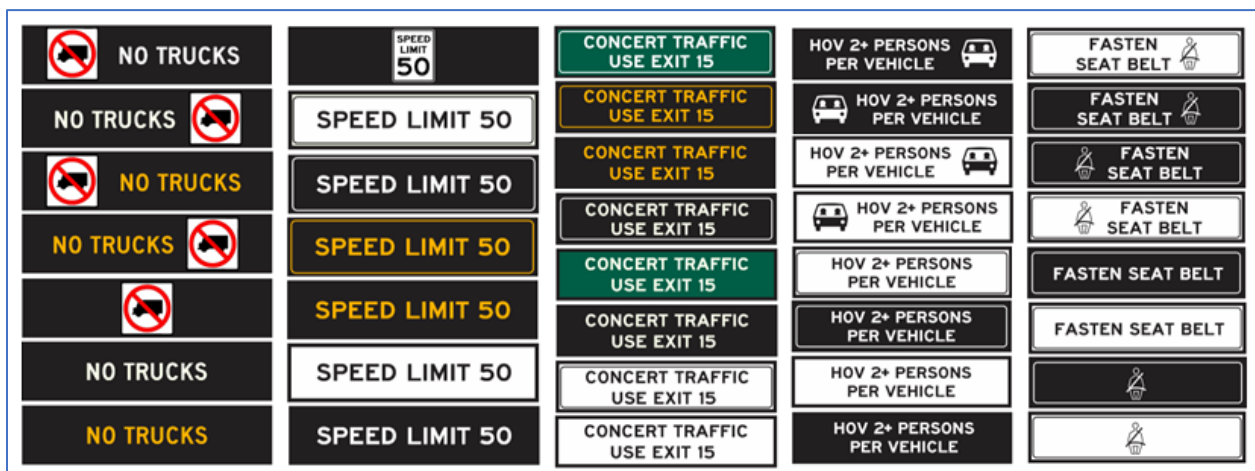 NO TRUCKS
NO TRUCKS
NO TRUCKS
NO TRUCKS
NO TRUCKS
NO TRUCKS
SPEED
LIMIT
50
SPEED LIMIT 50
SPEED LIMIT 50
SPEED LIMIT 50
SPEED LIMIT 50
SPEED LIMIT 50
SPEED LIMIT 50
CONCERT TRAFFIC
USE EXIT 15
CONCERT TRAFFIC
USE EXIT 15
CONCERT TRAFFIC
USE EXIT 15
CONCERT TRAFFIC
USE EXIT 15
CONCERT TRAFFIC
USE EXIT 15
CONCERT TRAFFIC
USE EXIT 15
CONCERT TRAFFIC
USE EXIT 15
CONCERT TRAFFIC
USE EXIT 15
HOV 2+ PERSONS
PER VEHICLE
HOV 2+ PERSONS
PER VEHICLE
HOV 2+ PERSONS
PER VEHICLE
HOV 2+ PERSONS
PER VEHICLE
HOV 2+ PERSONS
PER VEHICLE
HOV 2+ PERSONS
PER VEHICLE
HOV 2+ PERSONS
PER VEHICLE
HOV 2+ PERSONS
PER VEHICLE
FASTEN
SEAT BELT
FASTEN
SEAT BELT
FASTEN
SEAT BELT
FASTEN
SEAT BELT
FASTEN SEAT BELT
FASTEN SEAT BELT